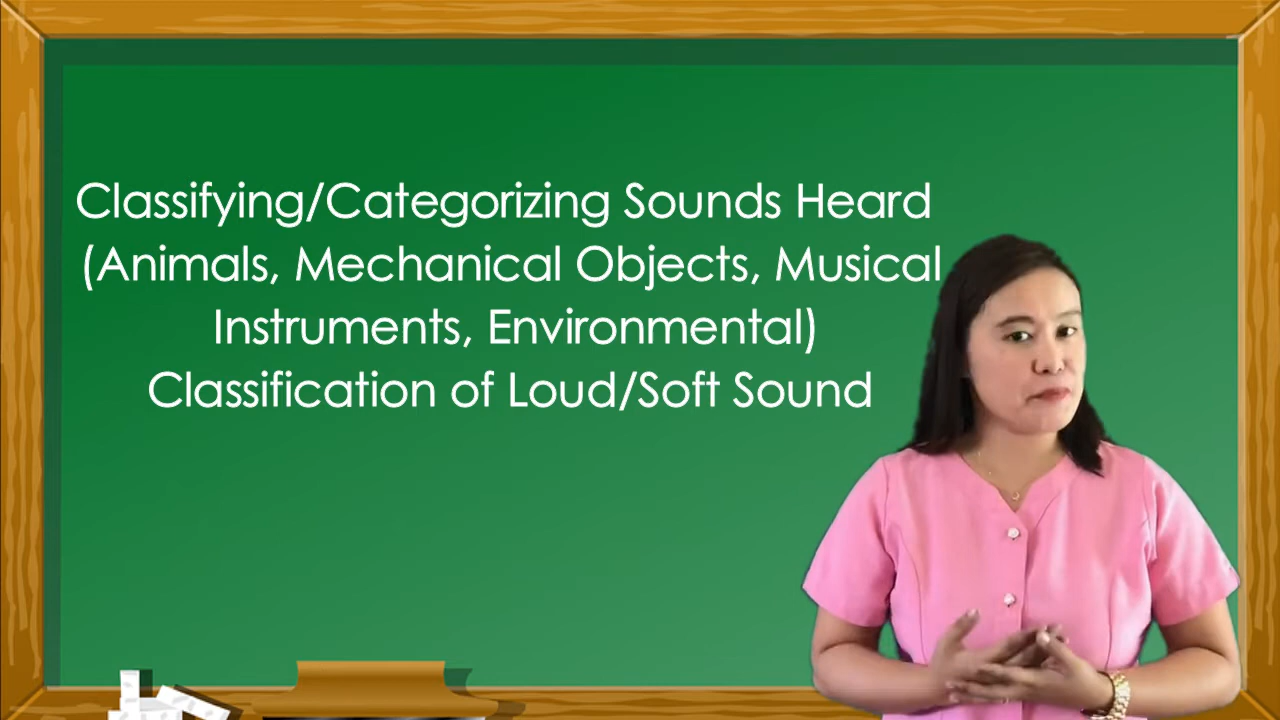 Classifying/Categorizing Sounds Heard
(Animals, Mechanical Objects, Musical
Instruments, Environmental)
Classification of Loud/Soft Sound